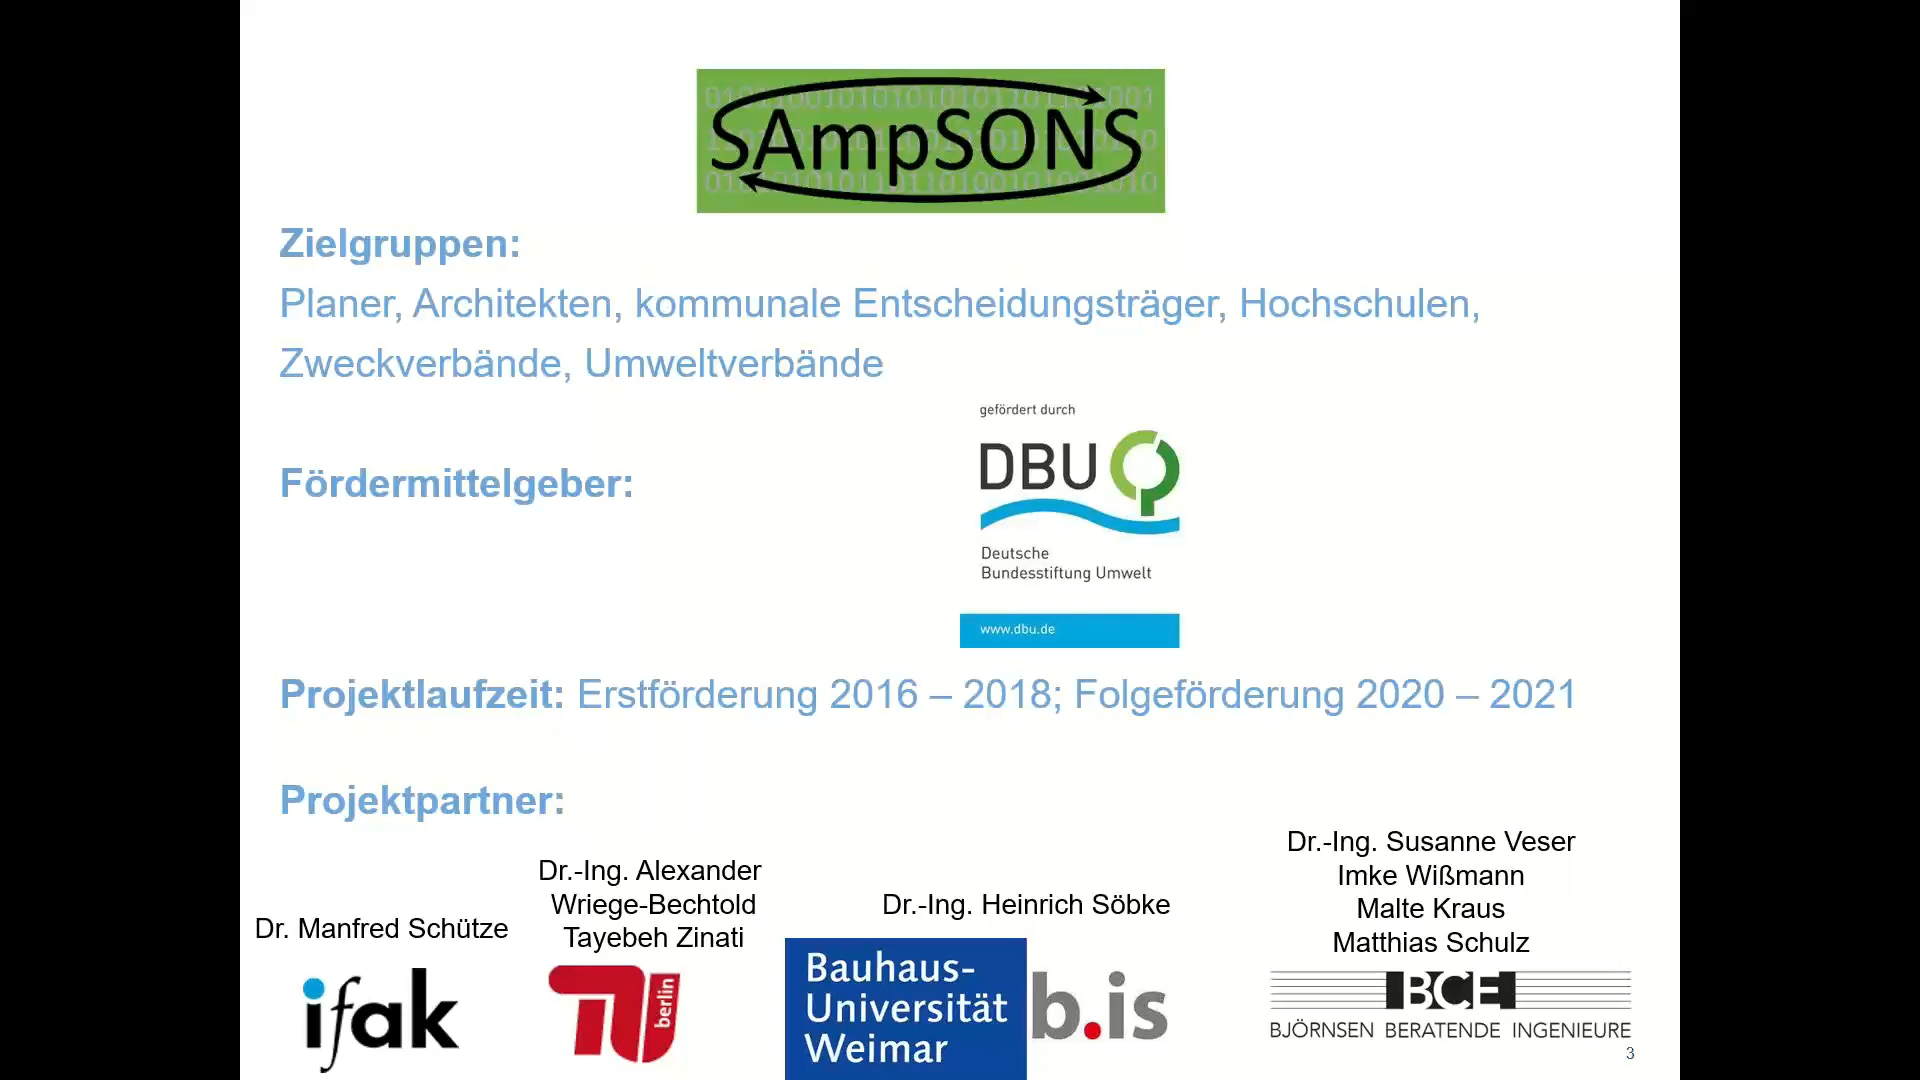 SAmpSONS
Zielgruppen:
Planer, Architekten, kommunale Entscheidungsträger, Hochschulen,
Zweckverbände, Umweltverbände
gefördert durch
DBU
Fördermittelgeber:
Deutsche
Bundesstiftung Umwelt
www.dbu.de
Projektlaufzeit: Erstförderung 2016 – 2018; Folgeförderung 2020 – 2021
Projektpartner:
Dr. Manfred Schütze
ifak
Dr.-Ing. Alexander
Wriege-Bechtold
Tayebeh Zinati
TU berlin
Dr.-Ing. Heinrich Söbke
Bauhaus-
Universität
Weimar
b.is
Dr.-Ing. Susanne Veser
Imke Wißmann
Malte Kraus
Matthias Schulz
BCE
BJÖRNSEN BERATENDE INGENIEURE
3